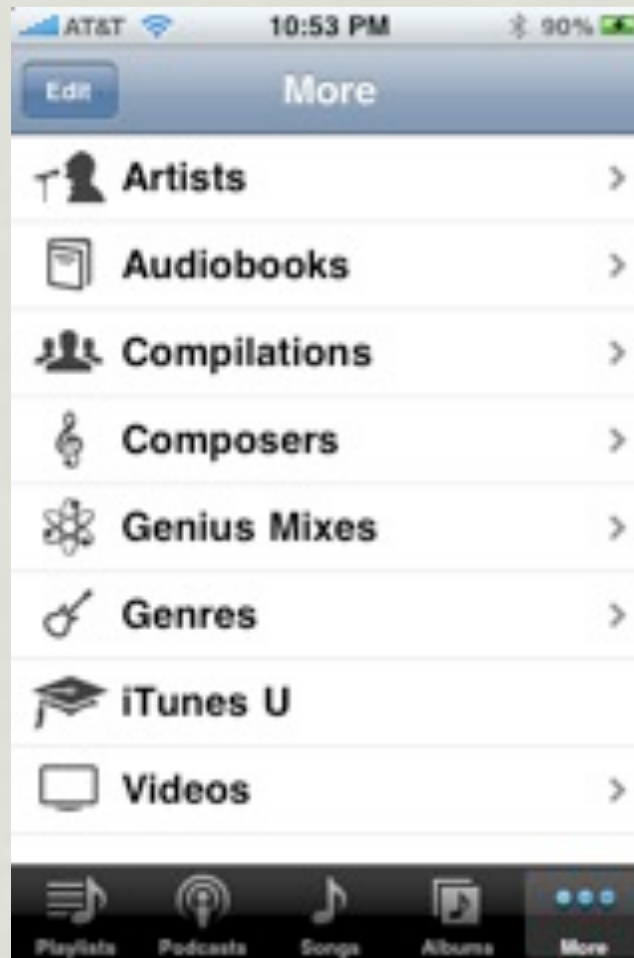 AT&T 10:53 PM 90%
Edit More
Artists
Audiobooks
Compilations
Composers
Genius Mixes
Genres
iTunes U
Videos
Playlists Podcasts Songs Albums More